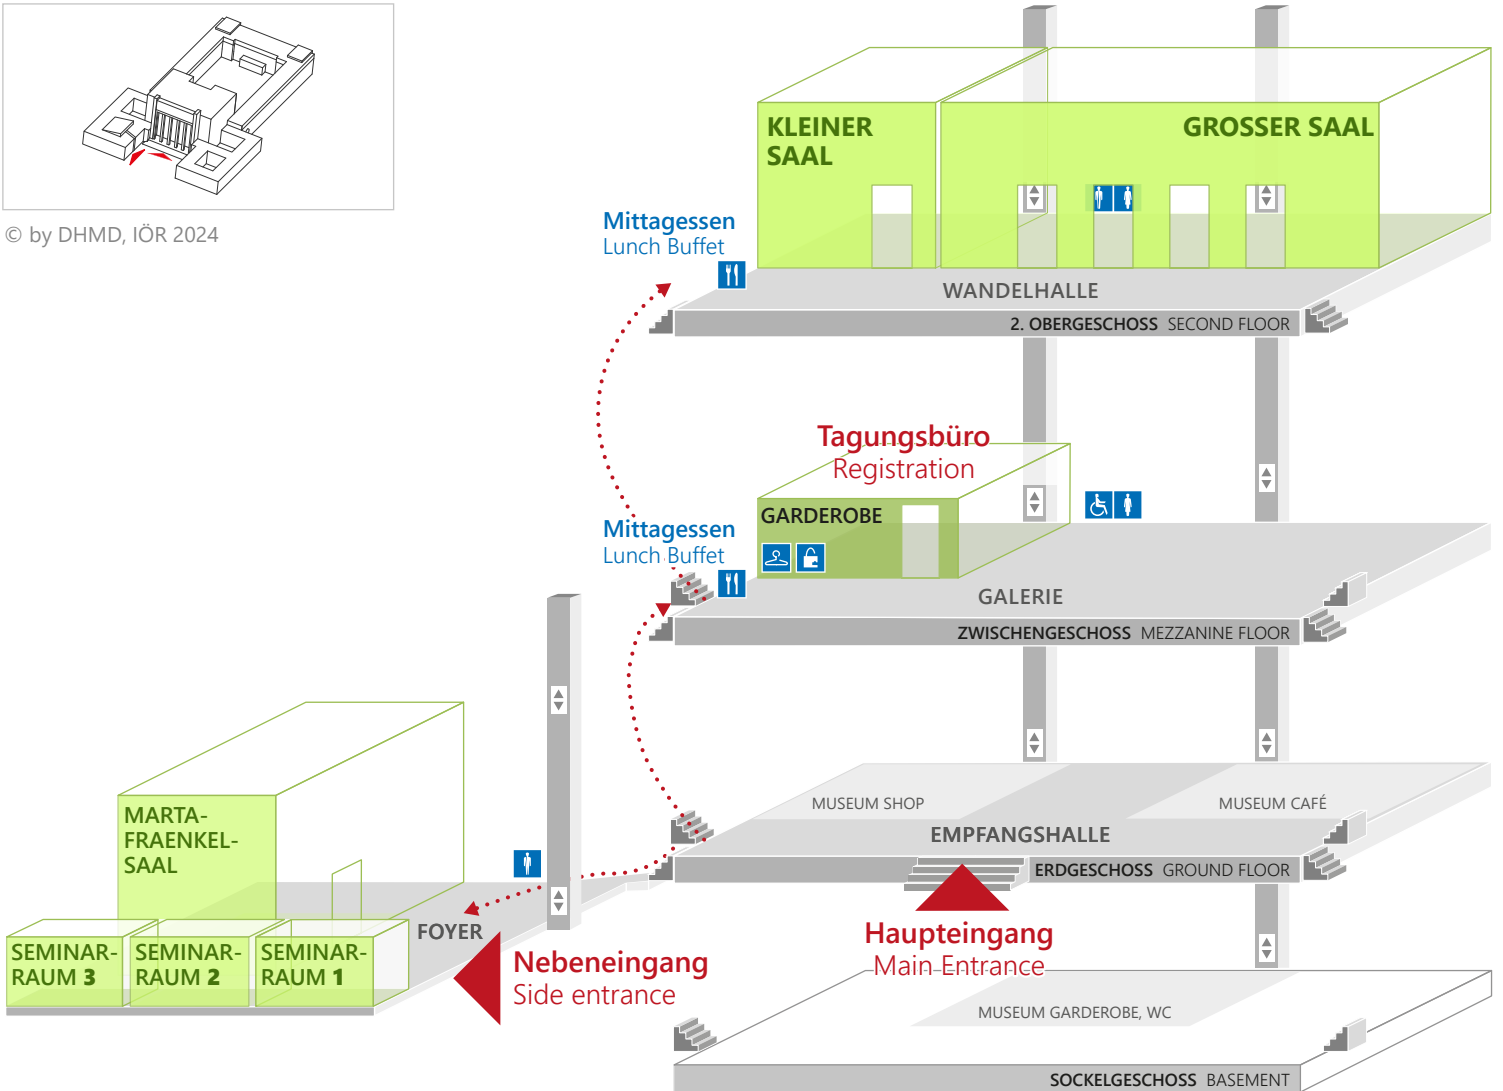 © by DHMD, IÖR 2024
KLEINER
SAAL
GROSSER SAAL
Mittagessen
Lunch Buffet
WANDELHALLE
2. OBERGESCHOSS SECOND FLOOR
Tagungsbüro
Registration
GARDEROBE
Mittagessen
Lunch Buffet
GALERIE
ZWISCHENGESCHOSS MEZZANINE FLOOR
MUSEUM SHOP
MUSEUM CAFÉ
EMPFANGSHALLE
ERDGESCHOSS GROUND FLOOR
MARTA-
FRAENKEL-
SAAL
FOYER
SEMINAR-
RAUM 3
SEMINAR-
RAUM 2
SEMINAR-
RAUM 1
Nebeneingang
Side entrance
Haupteingang
Main Entrance
MUSEUM GARDEROBE, WC
SOCKELGESCHOSS BASEMENT